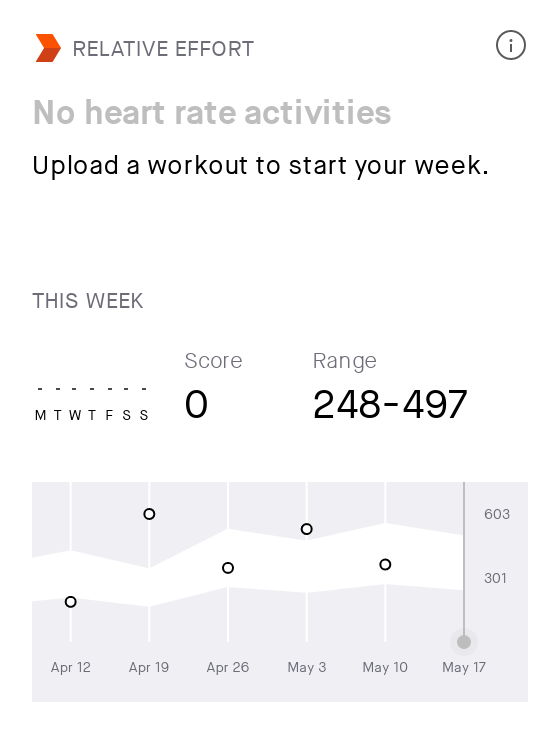 RELATIVE EFFORT
No heart rate activities
Upload a workout to start your week.
THIS WEEK
Score Range
- - - - - - -
M T W T F S S
0 248-497
603
301
Apr 12 Apr 19 Apr 26 May 3 May 10 May 17